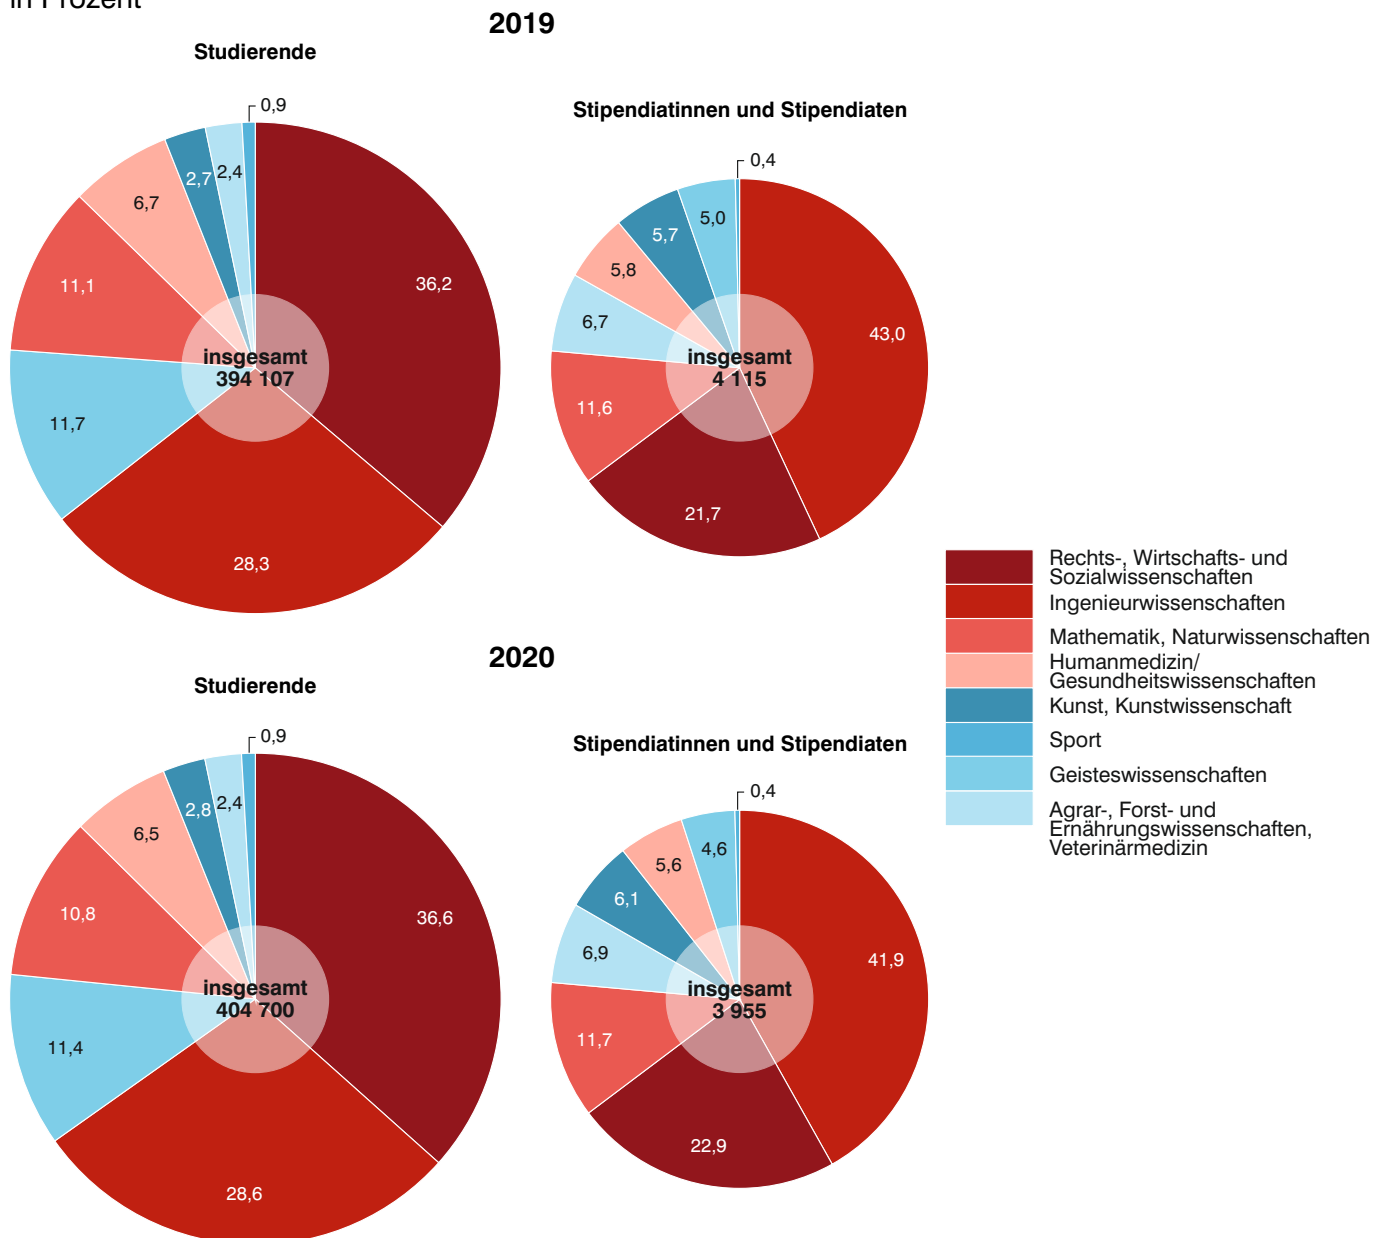 in Prozent
2019
Studierende
0,9
36,2
28,3
11,7
11,1
6,7
2,7
2,4
insgesamt
394 107
Stipendiatinnen und Stipendiaten
0,4
43,0
21,7
11,6
6,7
5,8
5,7
5,0
insgesamt
4 115
2020
Studierende
0,9
36,6
28,6
11,4
10,8
6,5
2,8
2,4
insgesamt
404 700
Stipendiatinnen und Stipendiaten
0,4
41,9
22,9
11,7
6,9
6,1
5,6
4,6
insgesamt
3 955
Rechts-, Wirtschafts- und
Sozialwissenschaften
Ingenieurwissenschaften
Mathematik, Naturwissenschaften
Humanmedizin/
Gesundheitswissenschaften
Kunst, Kunstwissenschaft
Sport
Geisteswissenschaften
Agrar-, Forst- und
Ernährungswissenschaften,
Veterinärmedizin